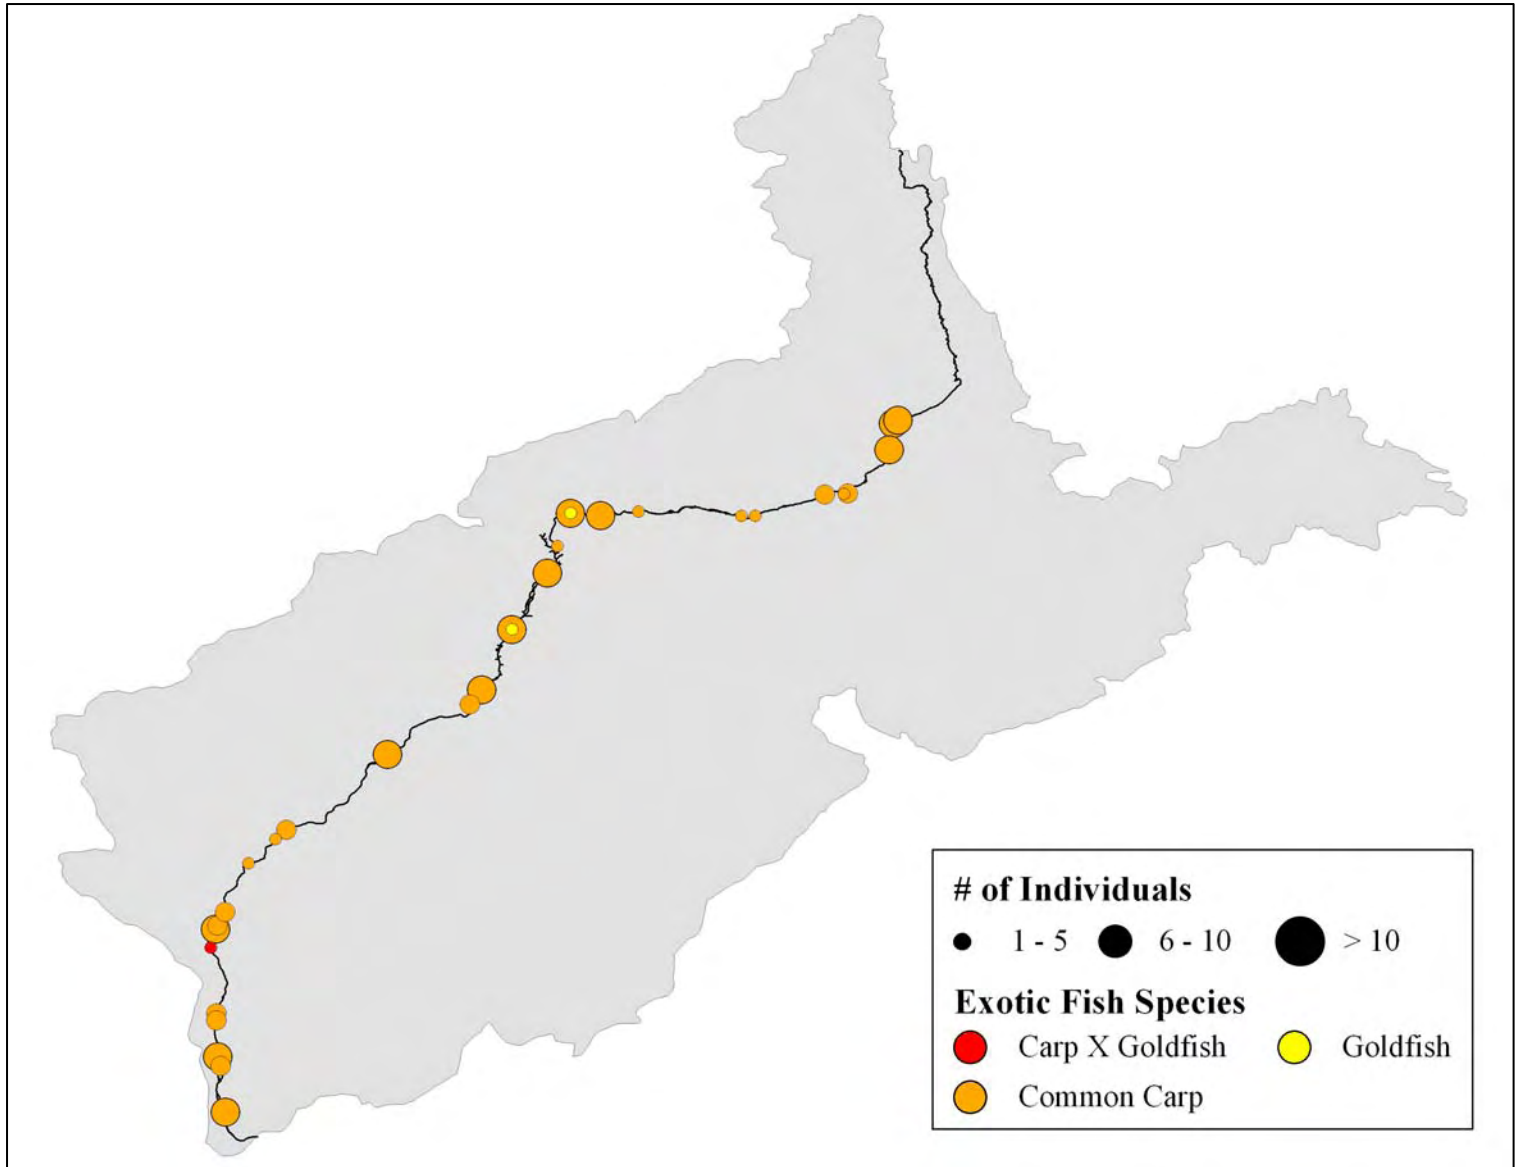 # of Individuals
1 - 5 6 - 10 > 10
Exotic Fish Species
Carp X Goldfish Goldfish
Common Carp